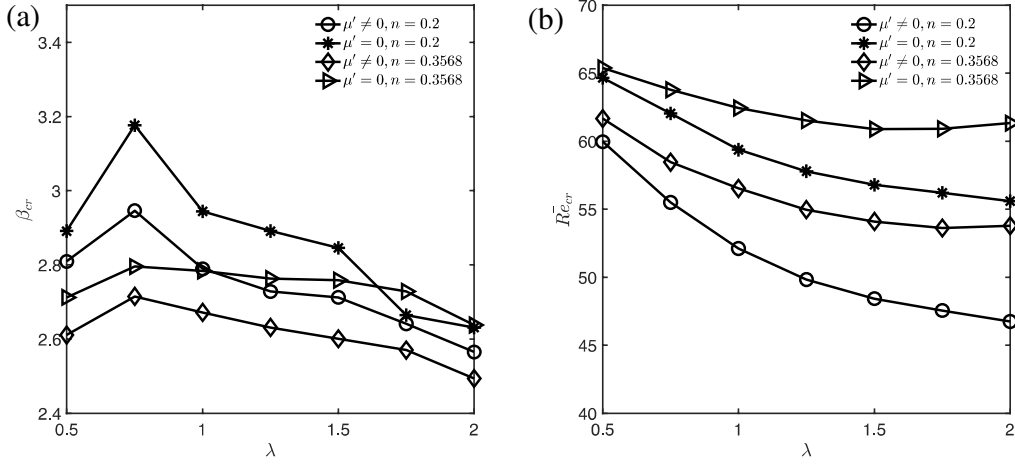 (a)
3.4
3.2
3
2.8
2.6
2.4
β_cr
0.5
1
1.5
2
λ
μ′ ≠ 0, n = 0.2
μ′ = 0, n = 0.2
μ′ ≠ 0, n = 0.3568
μ′ = 0, n = 0.3568
(b)
70
65
60
55
50
45
40
R̄e_cr
0.5
1
1.5
2
λ
μ′ ≠ 0, n = 0.2
μ′ = 0, n = 0.2
μ′ ≠ 0, n = 0.3568
μ′ = 0, n = 0.3568